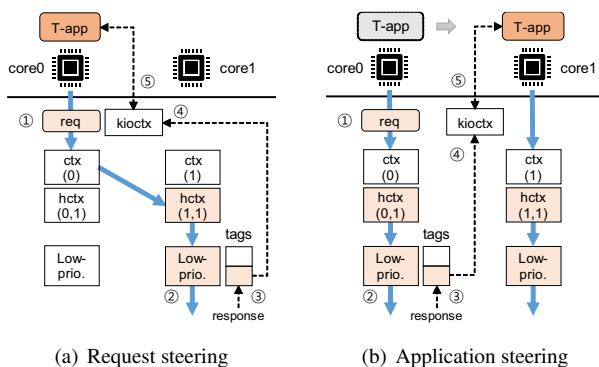 T-app
core0
core1
⑤
①
req
kioctx
④
ctx
(0)
ctx
(1)
hctx
(0,1)
hctx
(1,1)
tags
Low-
prio.
Low-
prio.
②
③
response
(a) Request steering
T-app
T-app
core0
core1
⑤
①
req
kioctx
④
ctx
(0)
ctx
(1)
hctx
(0,1)
hctx
(1,1)
tags
Low-
prio.
Low-
prio.
②
③
response
(b) Application steering